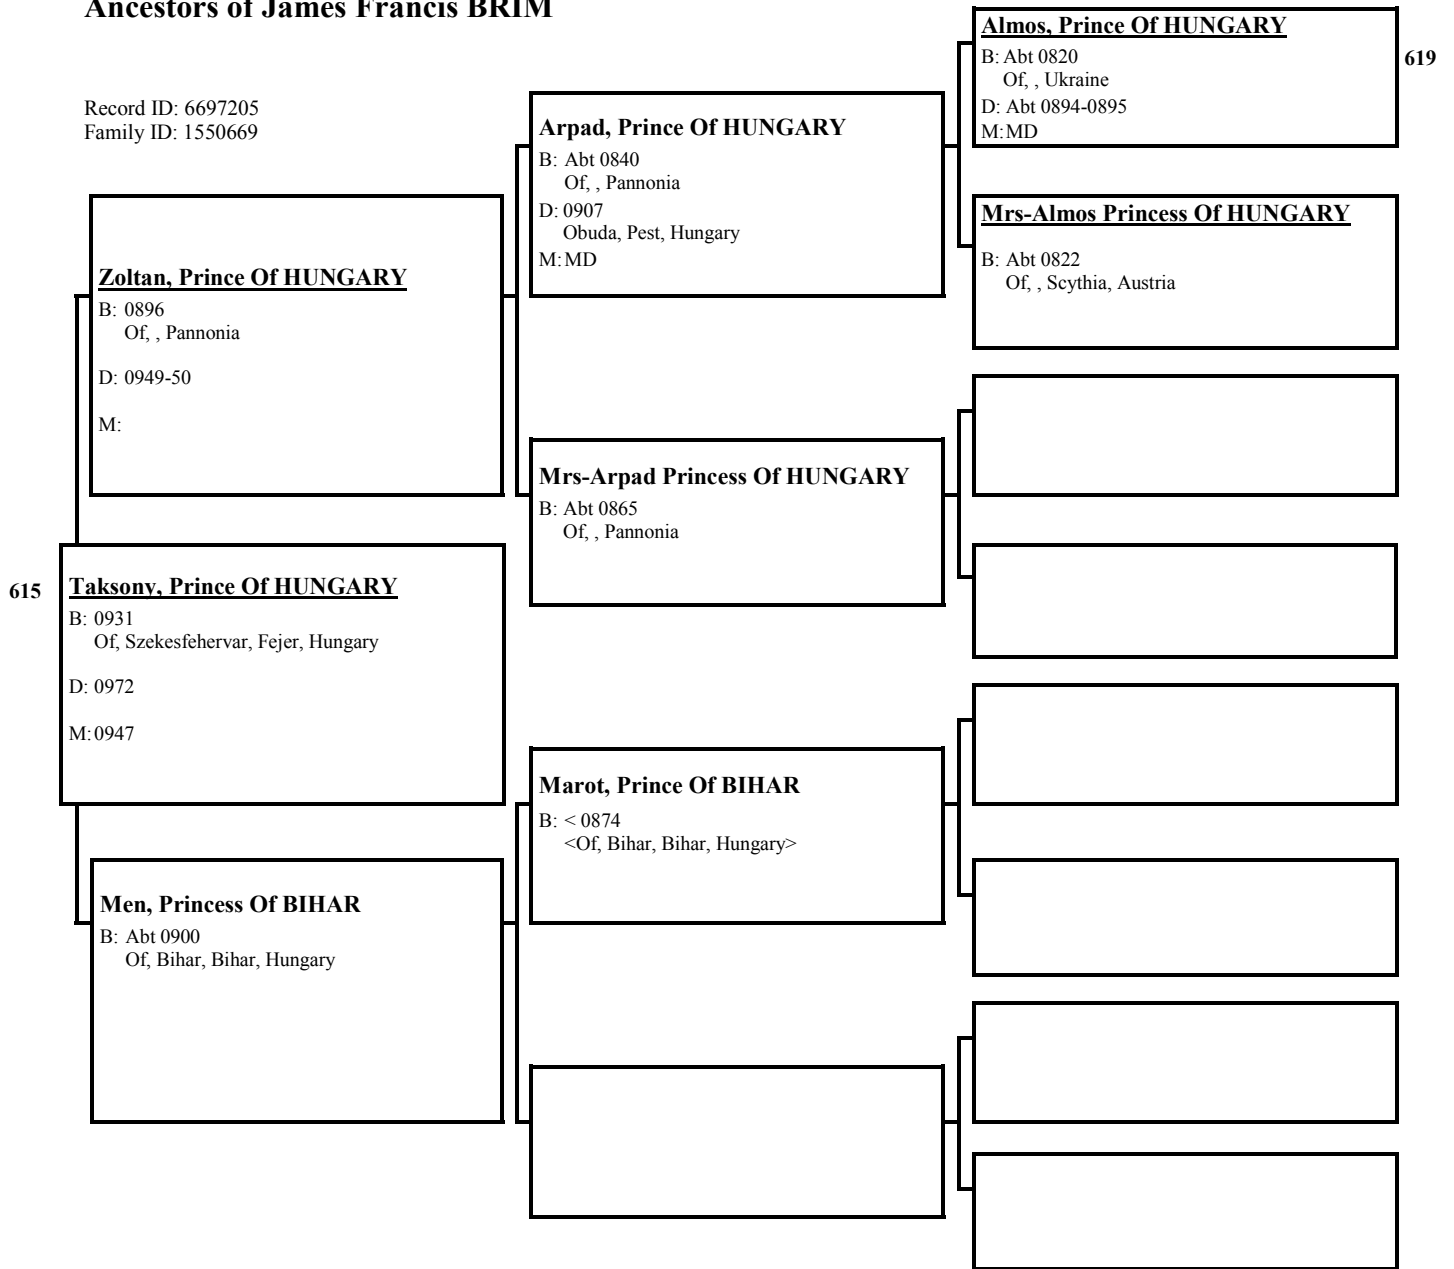 Ancestors of James Francis BRIM
Record ID: 6697205
Family ID: 1550669
Almos, Prince Of HUNGARY
B: Abt 0820
Of, , Ukraine
D: Abt 0894-0895
M:MD
619
Arpad, Prince Of HUNGARY
B: Abt 0840
Of, , Pannonia
D: 0907
Obuda, Pest, Hungary
M:MD
Mrs-Almos Princess Of HUNGARY
B: Abt 0822
Of, , Scythia, Austria
Zoltan, Prince Of HUNGARY
B: 0896
Of, , Pannonia
D: 0949-50
M:
Mrs-Arpad Princess Of HUNGARY
B: Abt 0865
Of, , Pannonia
615
Taksony, Prince Of HUNGARY
B: 0931
Of, Szekesfehervar, Fejer, Hungary
D: 0972
M:0947
Marot, Prince Of BIHAR
B: < 0874
<Of, Bihar, Bihar, Hungary>
Men, Princess Of BIHAR
B: Abt 0900
Of, Bihar, Bihar, Hungary